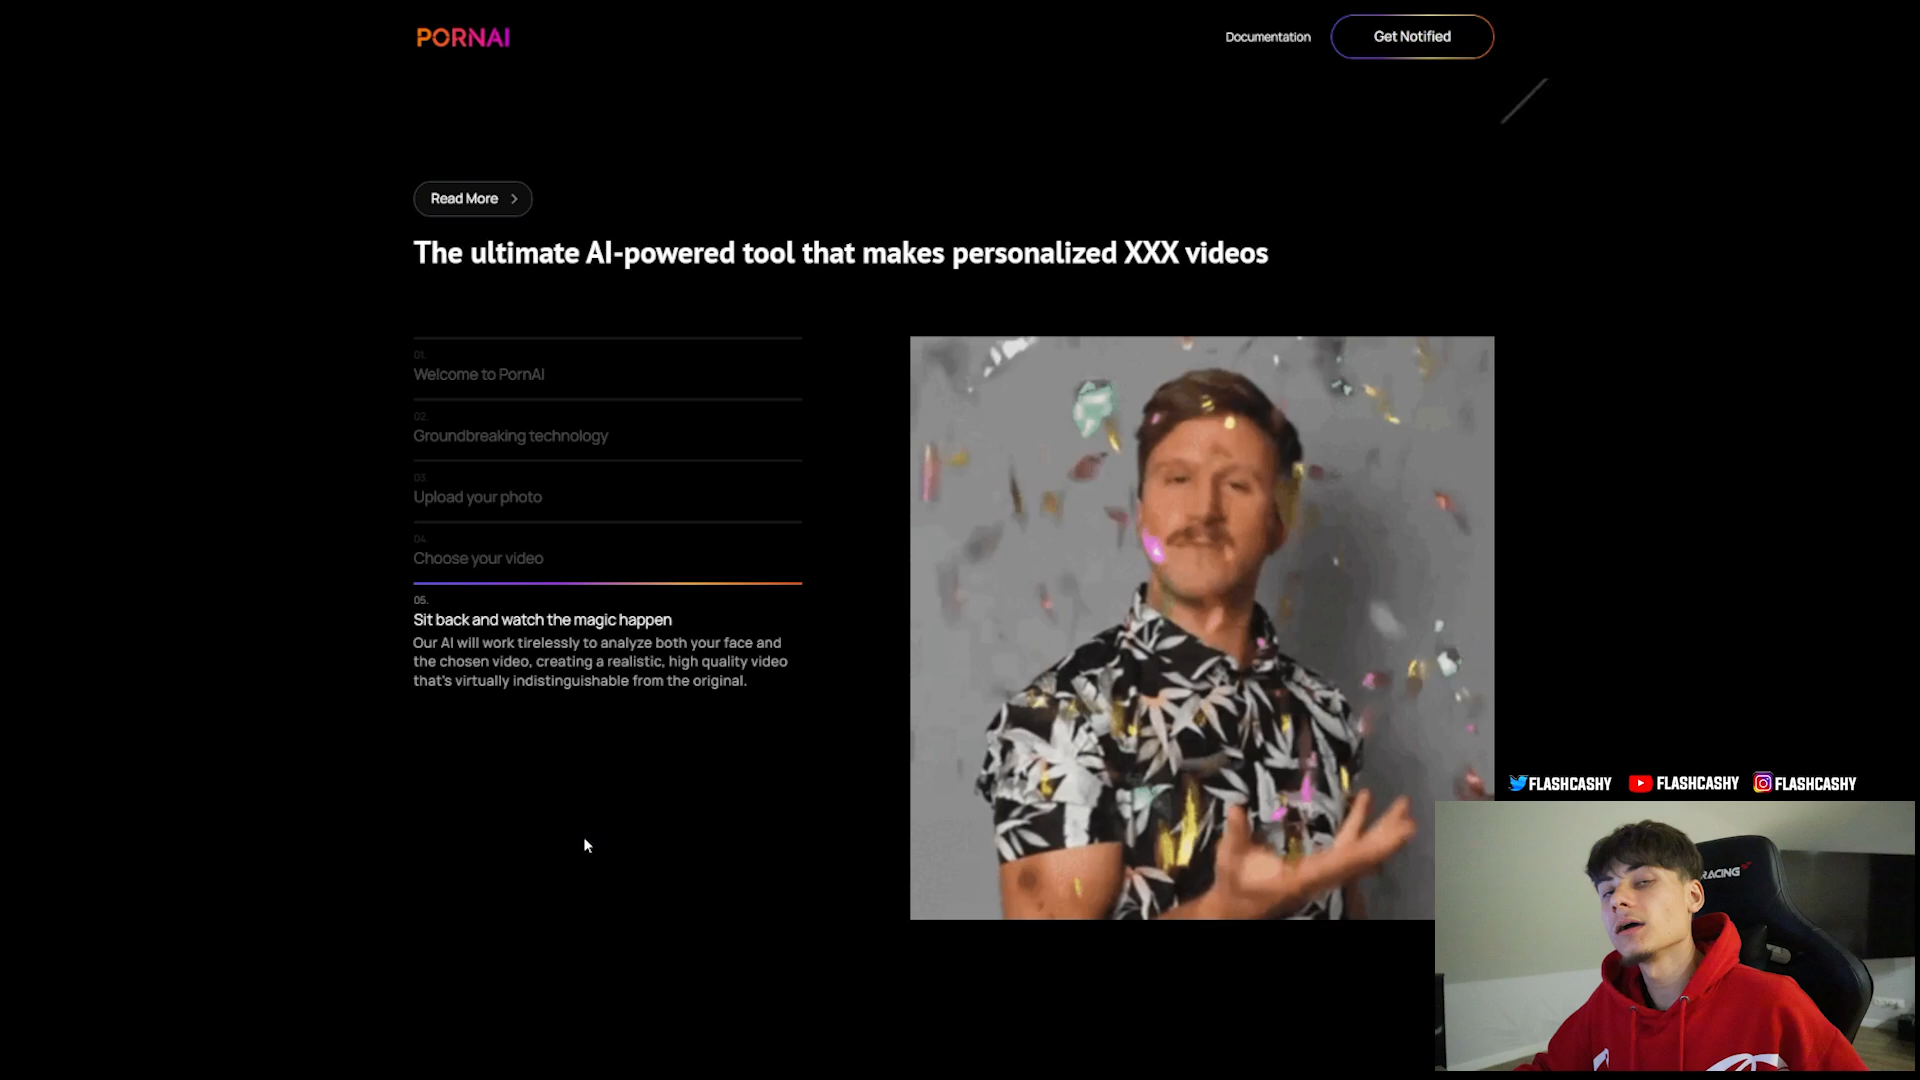 PORNAI
Documentation
Get Notified
Read More
The ultimate AI-powered tool that makes personalized XXX videos
01.
Welcome to PornAI
02.
Groundbreaking technology
03.
Upload your photo
04.
Choose your video
05.
Sit back and watch the magic happen
Our AI will work tirelessly to analyze both your face and
the chosen video, creating a realistic, high quality video
that's virtually indistinguishable from the original.
FLASHCASHY
FLASHCASHY
FLASHCASHY
RACING